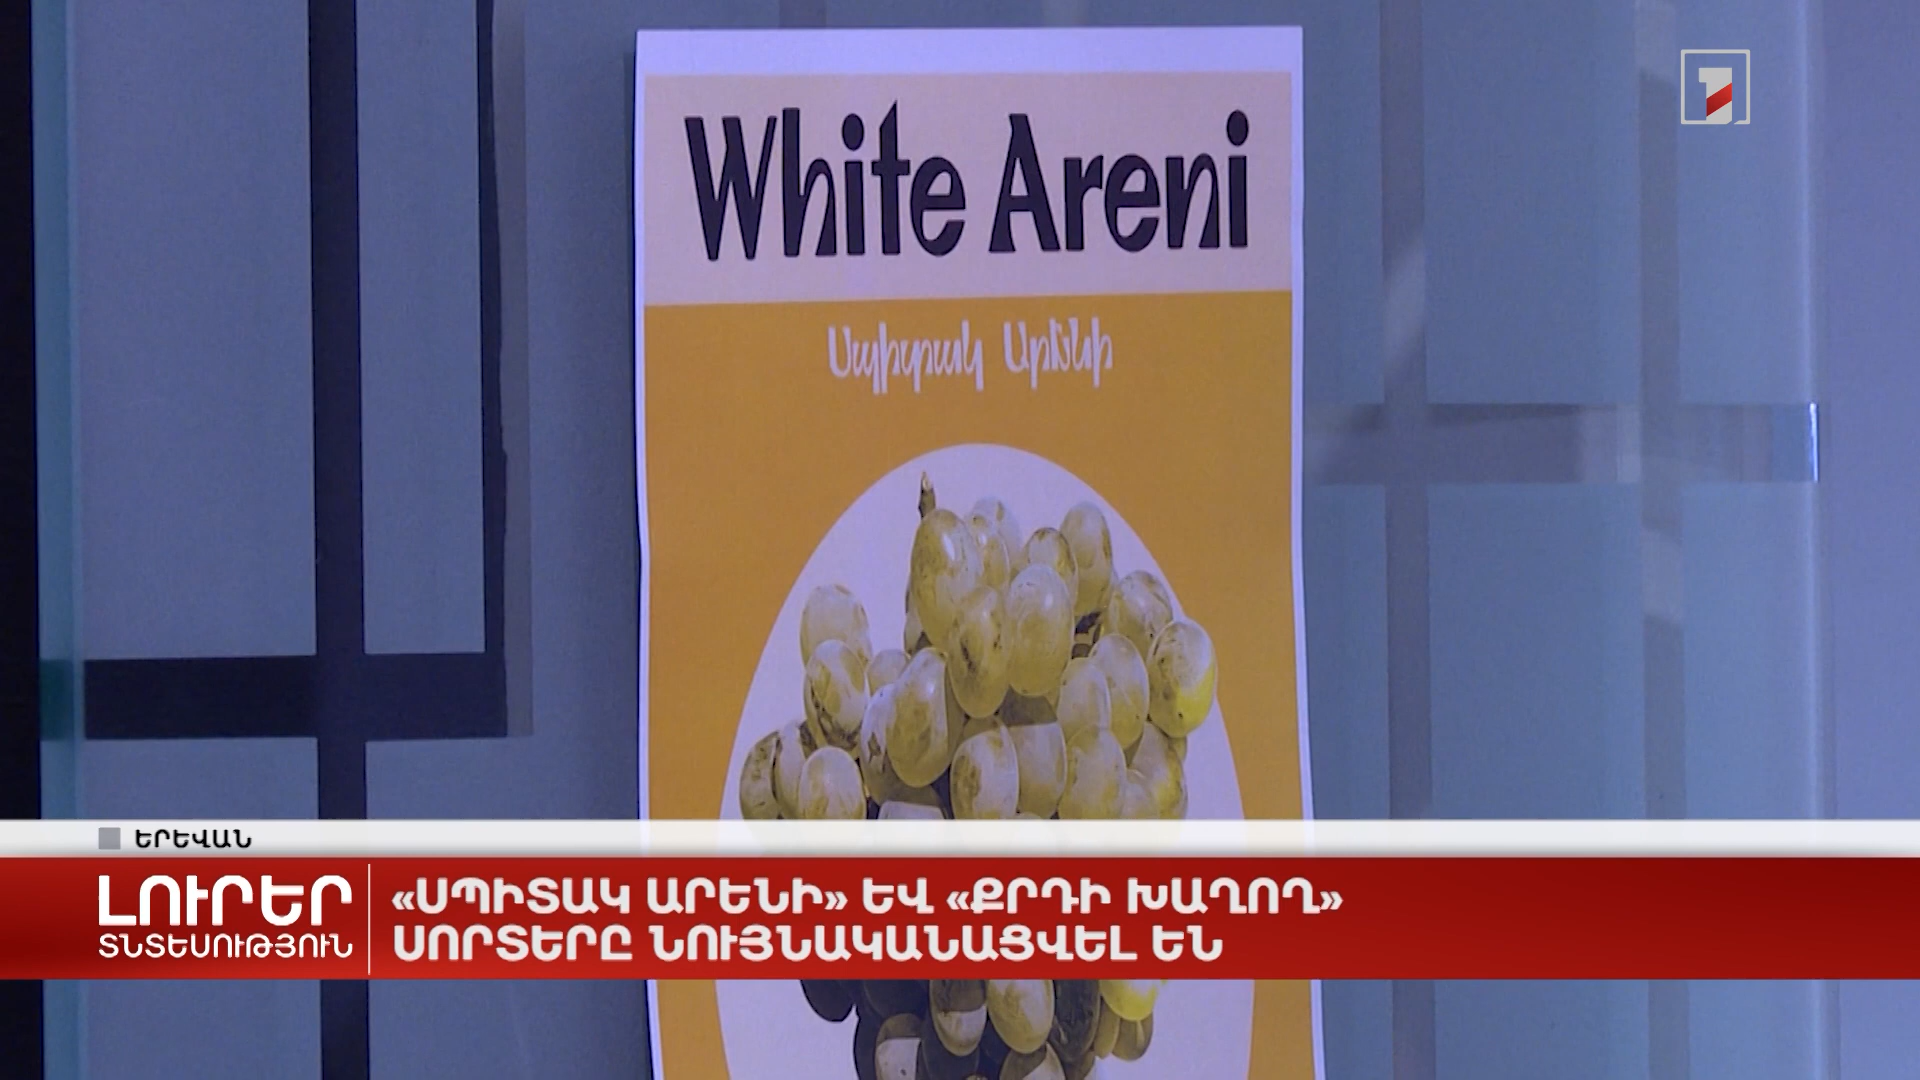 White Areni
Սպիտակ Արենի
ԵՐԵՎԱՆ
ԼՈՒՐԵՐ
ՏՆՏԵՍՈՒԹՅՈՒՆ
«ՍՊԻՏԱԿ ԱՐԵՆԻ» ԵՎ «ՔՐԴԻ ԽԱՂՈՂ»
ՍՈՐՏԵՐԸ ՆՈՒՅՆԱԿԱՆԱՑՎԵԼ ԵՆ